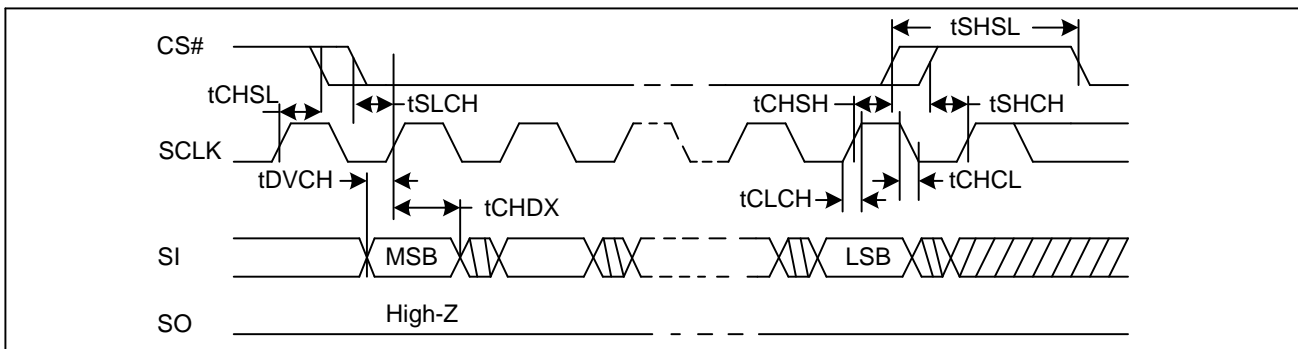 tSHSL
CS#
tCHSL
tSLCH
tCHSH
tSHCH
SCLK
tDVCH
tCHCL
tCLCH
tCHDX
SI
MSB
LSB
High-Z
SO